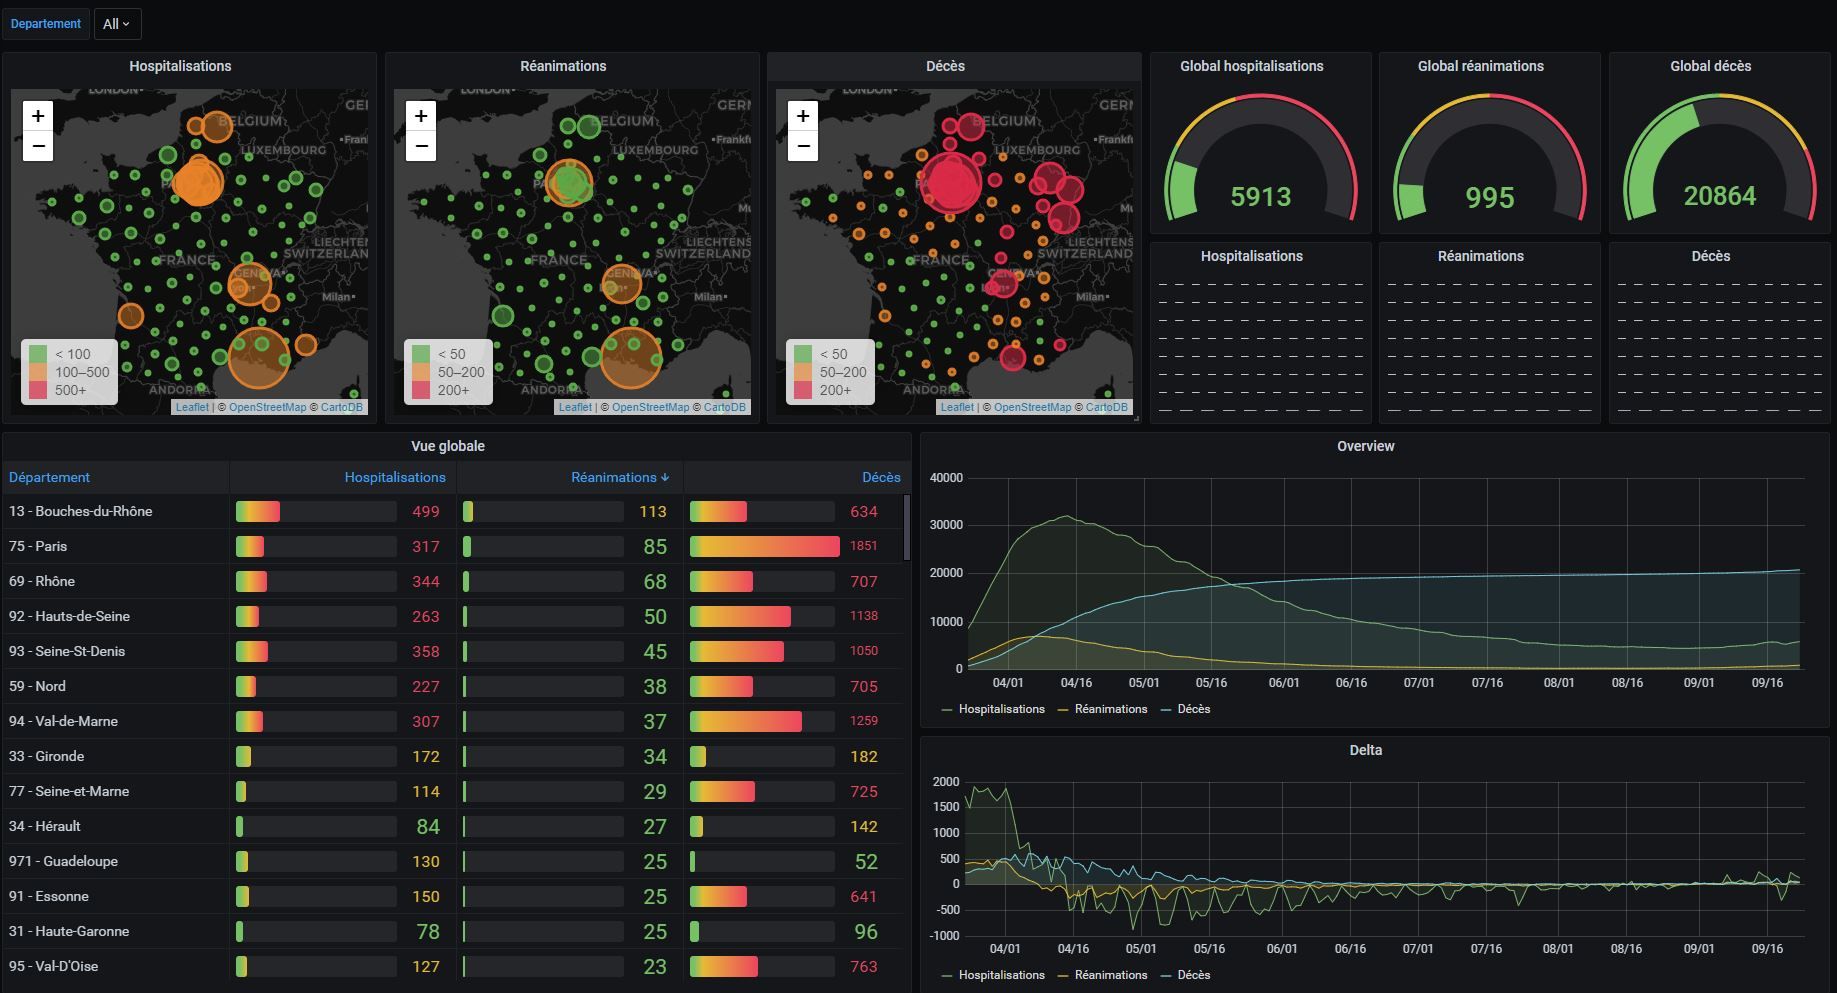 Departement All
Hospitalisations
+
−
LONDON
BELGIUM
GE
Frank
LUXEMBOURG
PA
LIECHTENS
SWITZERLAND
FRANCE
GENEVA
Milan
ANDORRA
< 100
100–500
500+
Leaflet | © OpenStreetMap © CartoDB
Réanimations
+
−
LONDON
BELGIUM
GERM
Frankfu
LUXEMBOURG
PA
Mu
LIECHTENS
SWITZERLAND
FRANCE
GENEVA
Milan
ANDORRA
< 50
50–200
200+
Leaflet | © OpenStreetMap © CartoDB
Décès
+
−
LONDON
BELGIUM
GERM
Frankfu
LUXEMBOURG
Mu
LIECHTENS
SWITZERLAND
FRANCE
GENEVA
Milan
ANDORRA
< 50
50–200
200+
Leaflet | © OpenStreetMap © CartoDB
Global hospitalisations
5913
Global réanimations
995
Global décès
20864
Hospitalisations
Réanimations
Décès
Vue globale
Département Hospitalisations Réanimations ↓ Décès
13 - Bouches-du-Rhône 499 113 634
75 - Paris 317 85 1851
69 - Rhône 344 68 707
92 - Hauts-de-Seine 263 50 1138
93 - Seine-St-Denis 358 45 1050
59 - Nord 227 38 705
94 - Val-de-Marne 307 37 1259
33 - Gironde 172 34 182
77 - Seine-et-Marne 114 29 725
34 - Hérault 84 27 142
971 - Guadeloupe 130 25 52
91 - Essonne 150 25 641
31 - Haute-Garonne 78 25 96
95 - Val-D'Oise 127 23 763
Overview
40000
30000
20000
10000
0
04/01 04/16 05/01 05/16 06/01 06/16 07/01 07/16 08/01 08/16 09/01 09/16
Hospitalisations Réanimations Décès
Delta
2000
1500
1000
500
0
-500
-1000
04/01 04/16 05/01 05/16 06/01 06/16 07/01 07/16 08/01 08/16 09/01 09/16
Hospitalisations Réanimations Décès